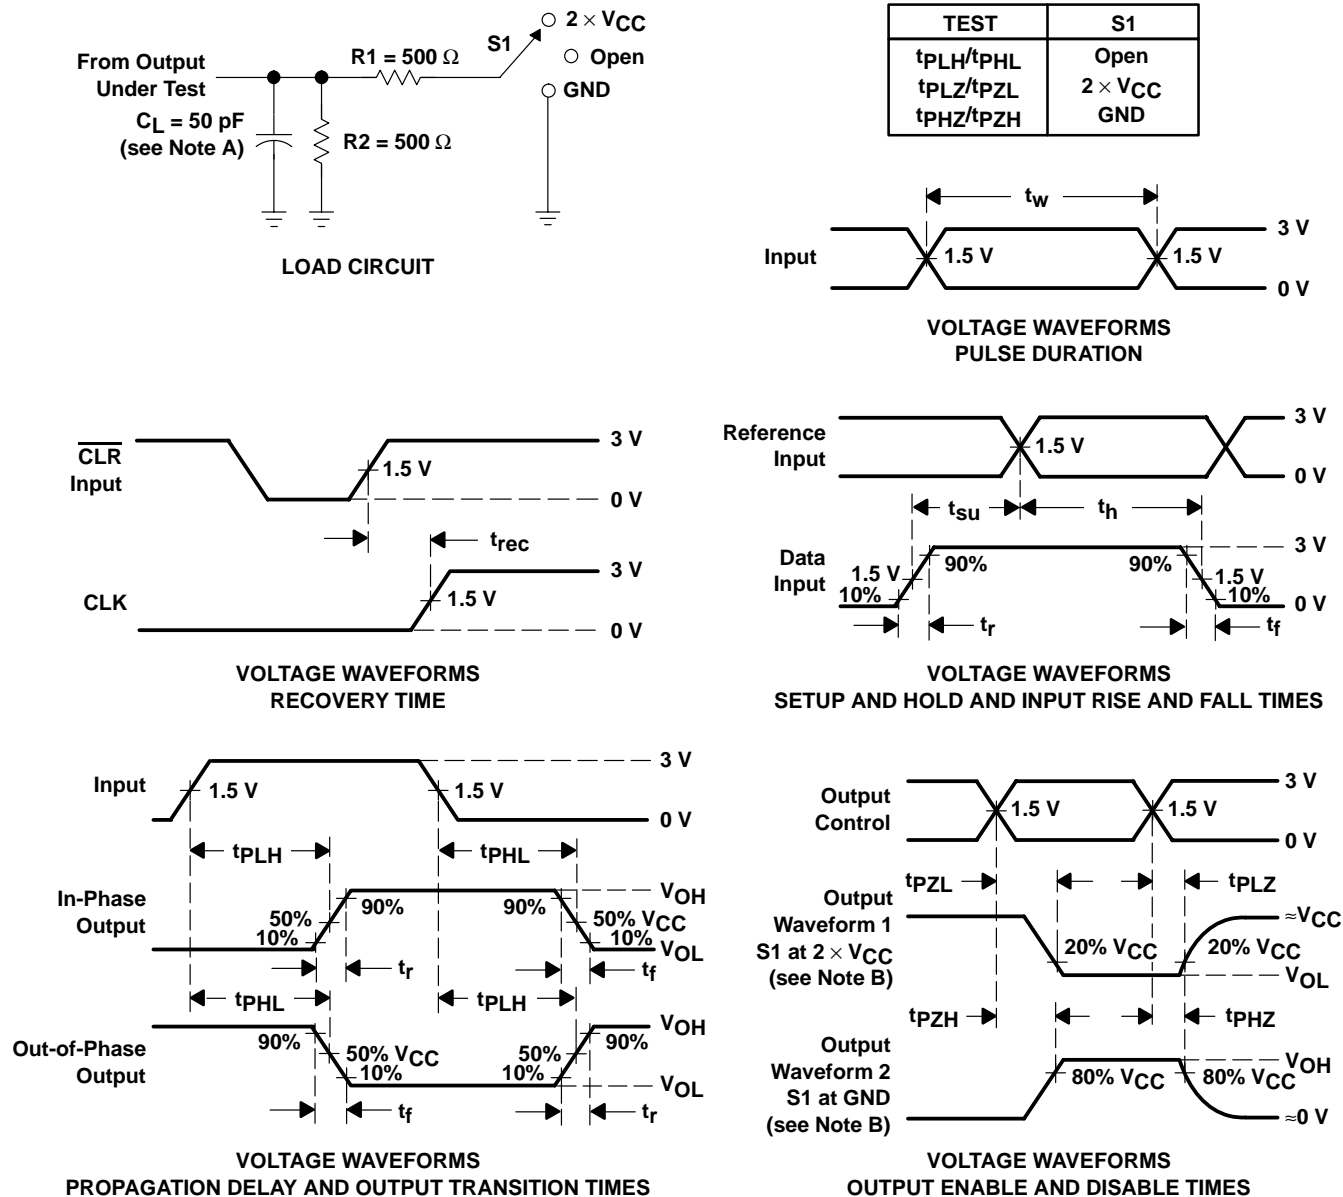 From Output
Under Test
CL = 50 pF
(see Note A)
R1 = 500 Ω
R2 = 500 Ω
S1
2 × VCC
Open
GND
LOAD CIRCUIT
TEST S1
tPLH/tPHL Open
tPLZ/tPZL 2 × VCC
tPHZ/tPZH GND
tw
Input
1.5 V
1.5 V
3 V
0 V
VOLTAGE WAVEFORMS
PULSE DURATION
CLR
Input
1.5 V
3 V
0 V
trec
CLK
1.5 V
3 V
0 V
VOLTAGE WAVEFORMS
RECOVERY TIME
Reference
Input
1.5 V
3 V
0 V
tsu
th
Data
Input
1.5 V
10%
90%
90%
1.5 V
10%
3 V
0 V
tr
tf
VOLTAGE WAVEFORMS
SETUP AND HOLD AND INPUT RISE AND FALL TIMES
Input
1.5 V
1.5 V
3 V
0 V
tPLH
tPHL
In-Phase
Output
50%
10%
90%
90%
50% VCC
10%
VOH
VOL
tr
tf
tPHL
tPLH
Out-of-Phase
Output
90%
50% VCC
10%
50%
10%
90%
VOH
VOL
tf
tr
VOLTAGE WAVEFORMS
PROPAGATION DELAY AND OUTPUT TRANSITION TIMES
Output
Control
1.5 V
1.5 V
3 V
0 V
tPZL
tPLZ
Output
Waveform 1
S1 at 2 × VCC
(see Note B)
20% VCC
20% VCC
≈VCC
VOL
tPZH
tPHZ
Output
Waveform 2
S1 at GND
(see Note B)
80% VCC
80% VCC
VOH
≈0 V
VOLTAGE WAVEFORMS
OUTPUT ENABLE AND DISABLE TIMES